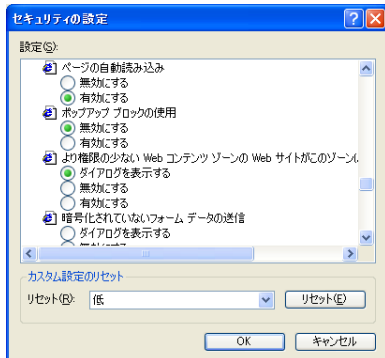 セキュリティの設定
設定(S):
ページの自動読み込み
無効にする
有効にする
ポップアップ ブロックの使用
無効にする
有効にする
より権限の少ない Web コンテンツ ゾーンの Web サイトがこのゾーン
ダイアログを表示する
無効にする
有効にする
暗号化されていないフォーム データの送信
ダイアログを表示する
無効にする
カスタム設定のリセット
リセット(R):
低
リセット(E)
OK
キャンセル